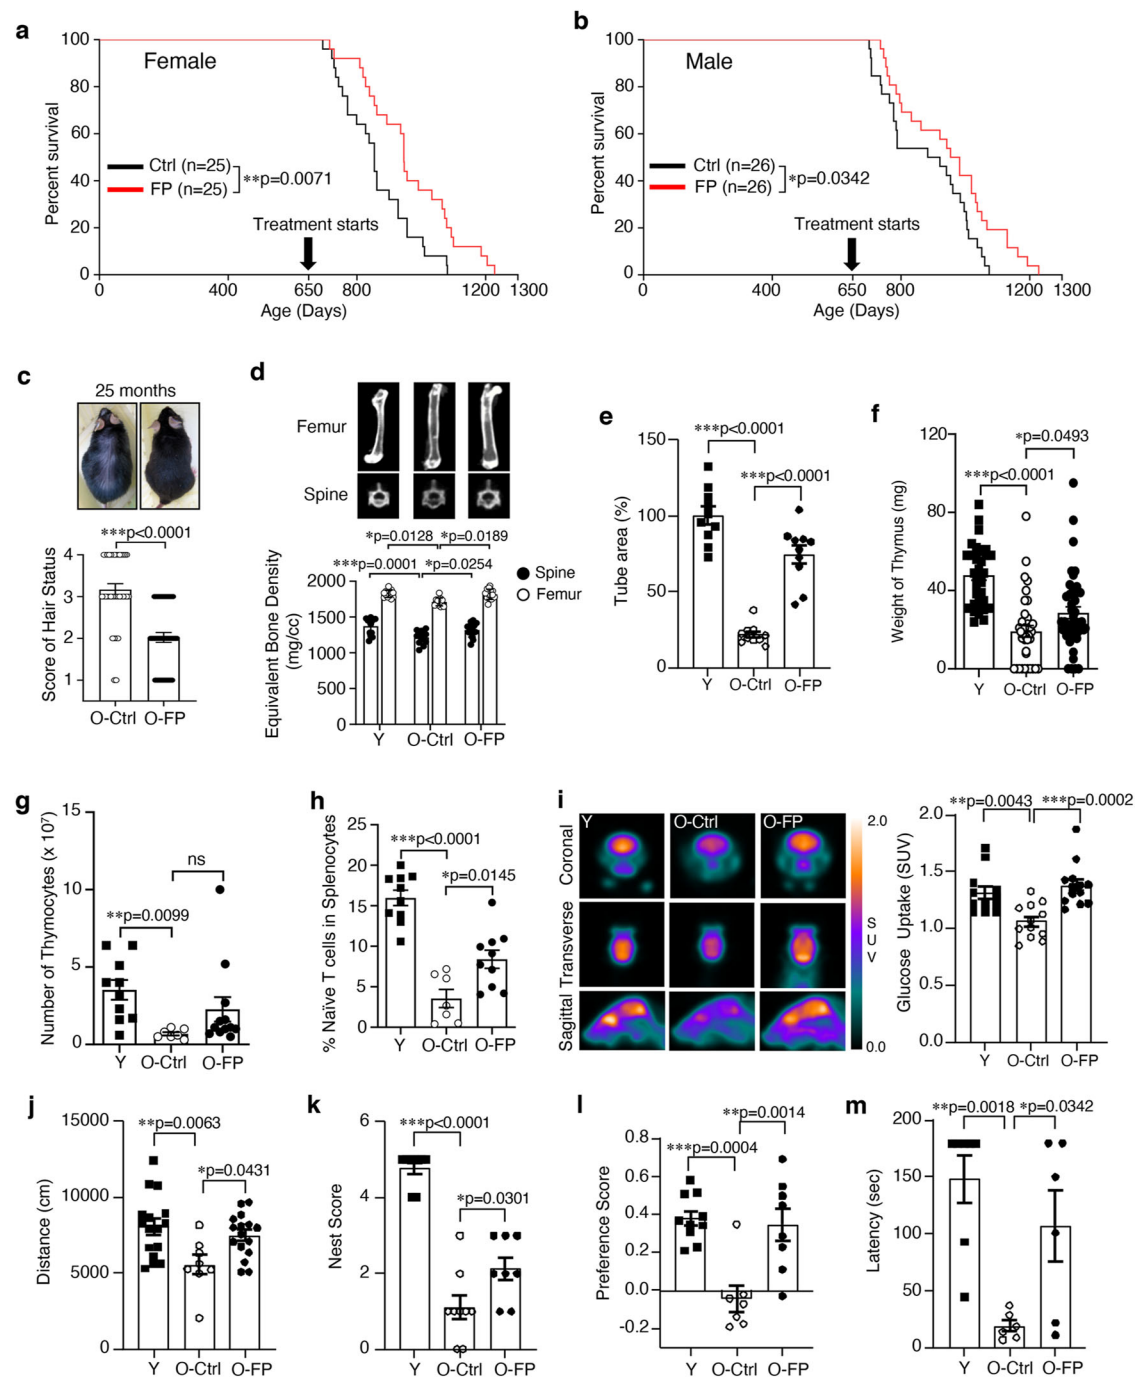 a
Female
100
80
60
40
20
0
Percent survival
Ctrl (n=25)
FP (n=25)
**p=0.0071
Treatment starts
0 400 650 800 1200 1300
Age (Days)
b
Male
100
80
60
40
20
0
Percent survival
Ctrl (n=26)
FP (n=26)
*p=0.0342
Treatment starts
0 400 650 800 1200 1300
Age (Days)
c
25 months
***p<0.0001
4
3
2
1
Score of Hair Status
O-Ctrl O-FP
d
Femur
Spine
*p=0.0128 *p=0.0189
***p=0.0001 *p=0.0254
2000
1500
1000
500
0
Equivalent Bone Density
(mg/cc)
Spine
Femur
Y O-Ctrl O-FP
e
***p<0.0001
***p<0.0001
150
100
50
0
Tube area (%)
Y O-Ctrl O-FP
f
*p=0.0493
***p<0.0001
120
80
40
0
Weight of Thymus (mg)
Y O-Ctrl O-FP
g
ns
**p=0.0099
15
10
5
0
Number of Thymocytes (x 10⁷)
Y O-Ctrl O-FP
h
***p<0.0001
*p=0.0145
25
20
15
10
5
0
% Naïve T cells in Splenocytes
Y O-Ctrl O-FP
i
Y O-Ctrl O-FP
Coronal
Transverse
Sagittal
2.0
S
U
V
0.0
**p=0.0043 ***p=0.0002
2.0
1.5
1.0
0.5
0.0
Glucose Uptake (SUV)
Y O-Ctrl O-FP
j
**p=0.0063
*p=0.0431
15000
10000
5000
0
Distance (cm)
Y O-Ctrl O-FP
k
***p<0.0001
*p=0.0301
6
4
2
0
Nest Score
Y O-Ctrl O-FP
l
**p=0.0014
***p=0.0004
0.8
0.6
0.4
0.2
0.0
-0.2
Preference Score
Y O-Ctrl O-FP
m
**p=0.0018 *p=0.0342
200
150
100
50
0
Latency (sec)
Y O-Ctrl O-FP